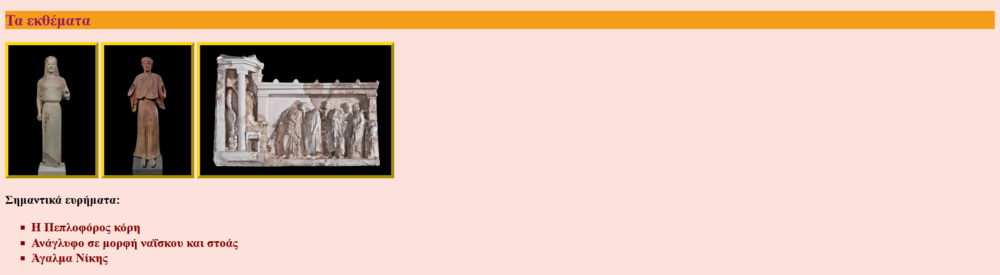 Τα εκθέματα
Σημαντικά ευρήματα:
Η Πεπλοφόρος κόρη
Ανάγλυφο σε μορφή ναΐσκου και στοάς
Άγαλμα Νίκης